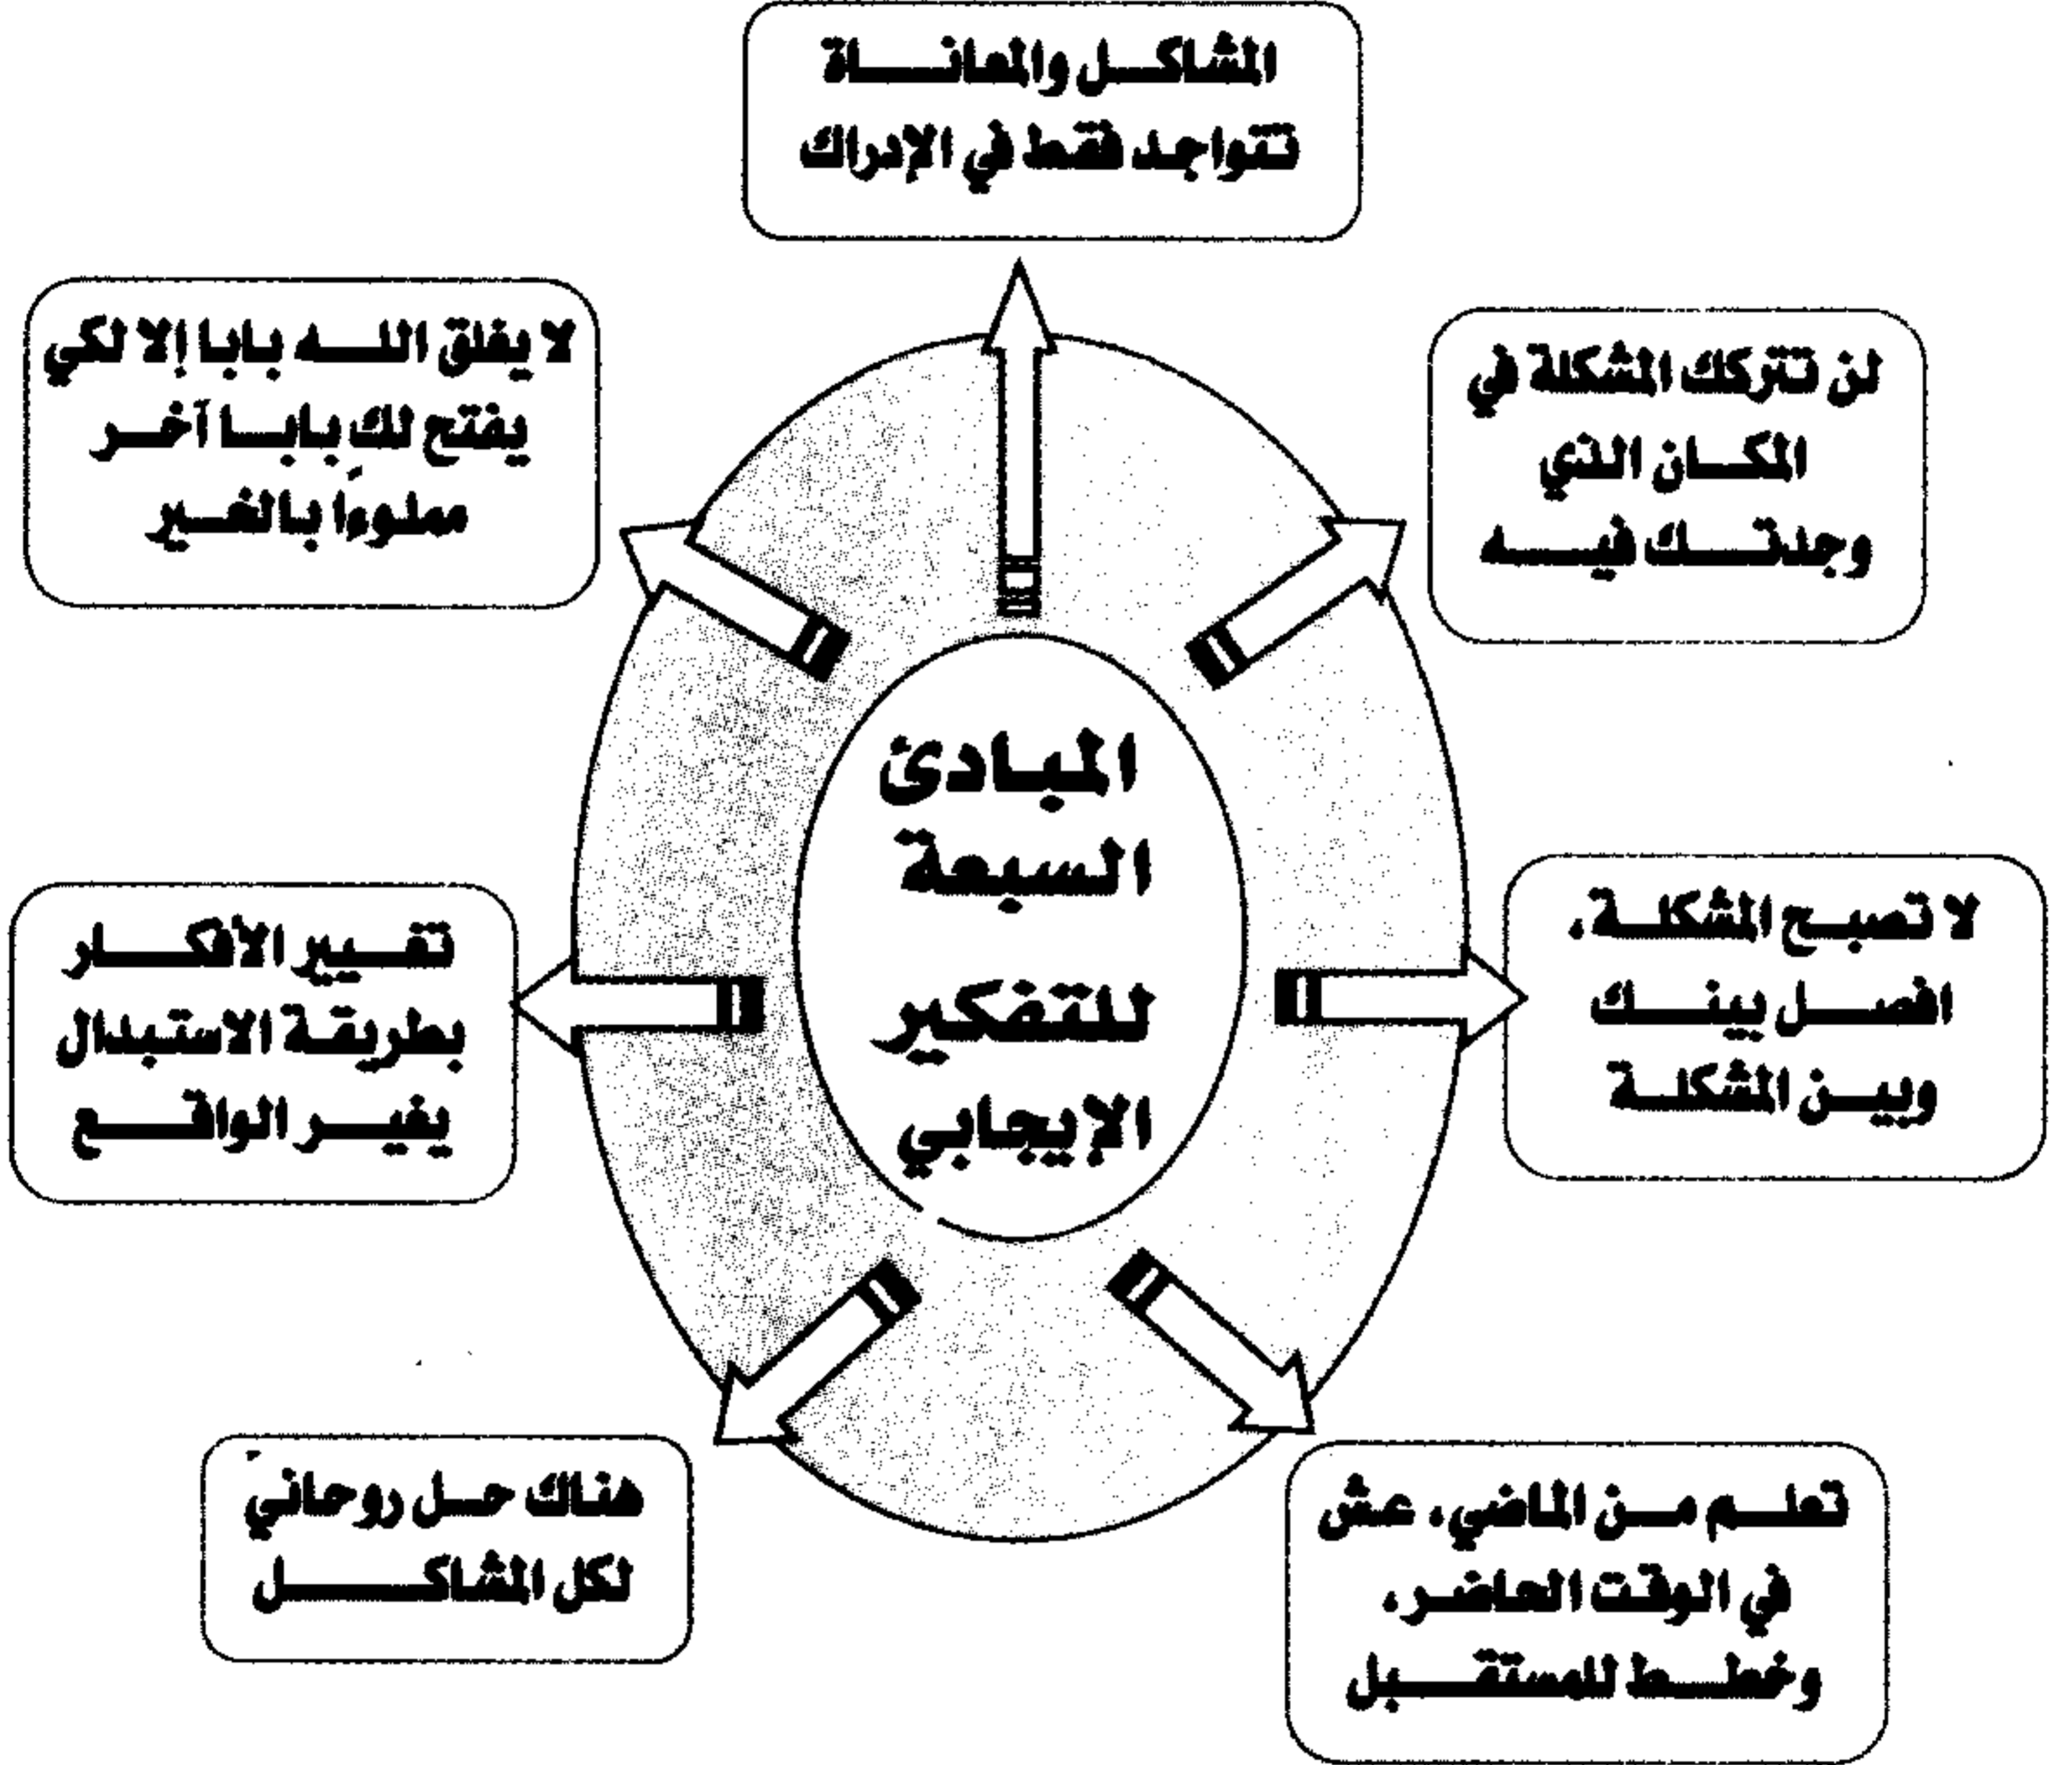 المشاكل والمعاناة
تتواجد فقط في الإدراك
لن تتركك المشكلة في
المكان الذي
وجدتك فيه
لا تصبح المشكلة،
افصل بينك
وبين المشكلة
تعلم من الماضي، عش
في الوقت الحاضر،
وخطط للمستقبل
هناك حل روحانيّ
لكل المشاكل
تغيير الأفكار
بطريقة الاستبدال
يغير الواقع
لا يغلق الله بابا إلا لكي
يفتح لكِ بابا آخر
مملوءاً بالخير
المبادئ
السبعة
للتفكير
الإيجابي